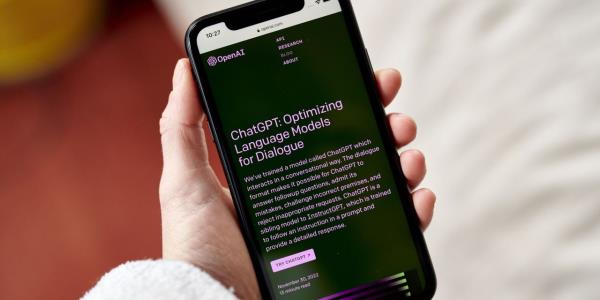 10:27
openai.com
OpenAI
API
RESEARCH
BLOG
ABOUT
ChatGPT: Optimizing
Language Models
for Dialogue
We've trained a model called ChatGPT which
interacts in a conversational way. The dialogue
format makes it possible for ChatGPT to
answer followup questions, admit its
mistakes, challenge incorrect premises, and
reject inappropriate requests. ChatGPT is a
sibling model to InstructGPT, which is trained
to follow an instruction in a prompt and
provide a detailed response.
TRY CHATGPT ↗
November 30, 2022
13 minute read